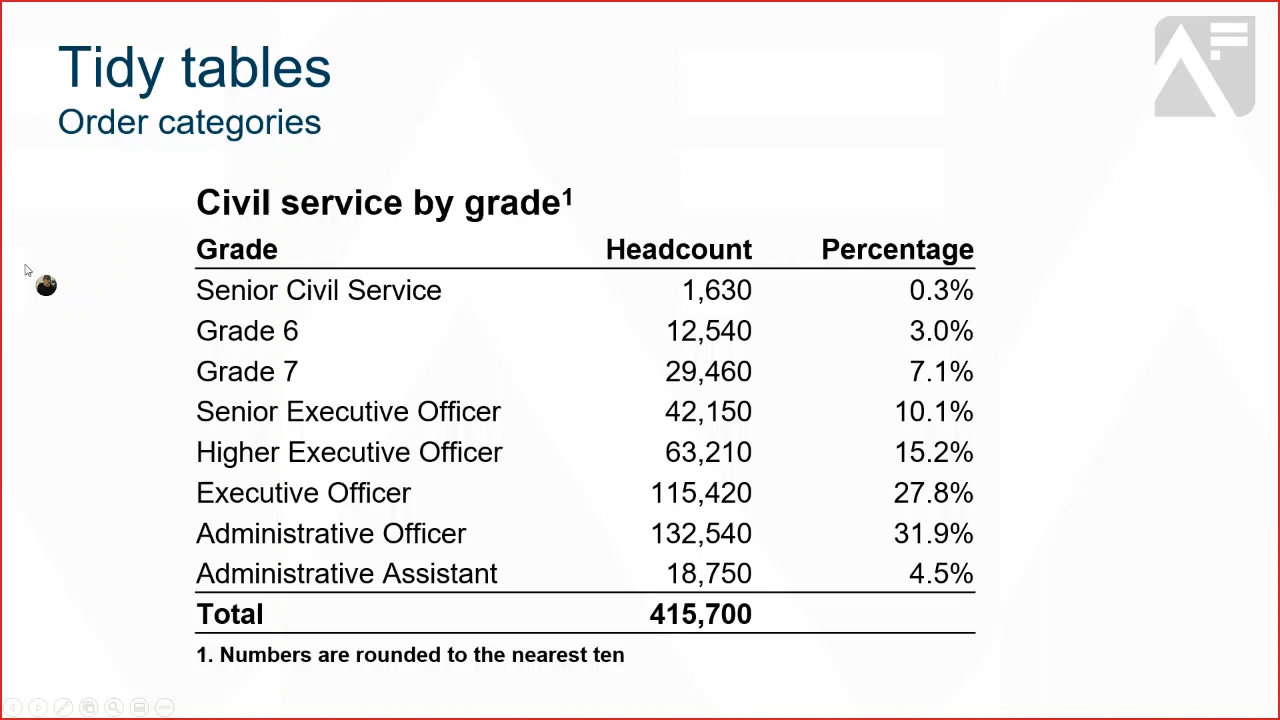 Tidy tables
Order categories
Civil service by grade¹
Grade Headcount Percentage
Senior Civil Service 1,630 0.3%
Grade 6 12,540 3.0%
Grade 7 29,460 7.1%
Senior Executive Officer 42,150 10.1%
Higher Executive Officer 63,210 15.2%
Executive Officer 115,420 27.8%
Administrative Officer 132,540 31.9%
Administrative Assistant 18,750 4.5%
Total 415,700
1. Numbers are rounded to the nearest ten